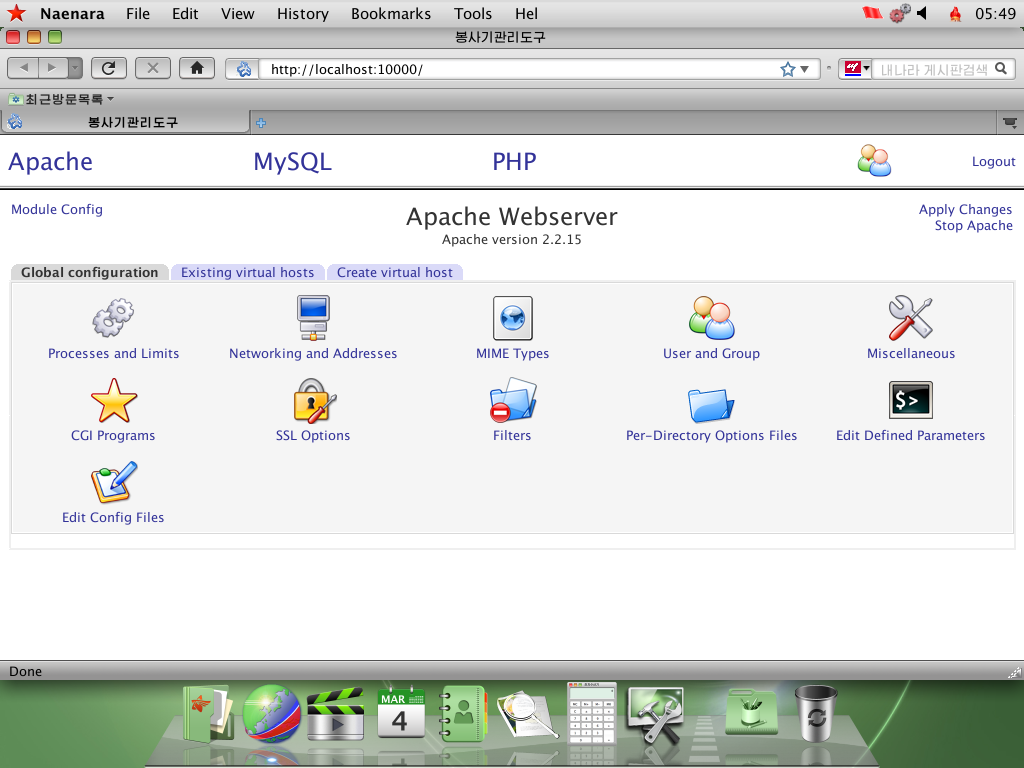 Naenara File Edit View History Bookmarks Tools Hel 05:49
봉사기관리도구
http://localhost:10000/ 내나라 게시판검색
최근방문목록
봉사기관리도구
Apache MySQL PHP Logout
Module Config Apache Webserver Apply Changes
Apache version 2.2.15 Stop Apache
Global configuration Existing virtual hosts Create virtual host
Processes and Limits Networking and Addresses MIME Types User and Group Miscellaneous
CGI Programs SSL Options Filters Per-Directory Options Files Edit Defined Parameters
$>
Edit Config Files
Done
MAR
4